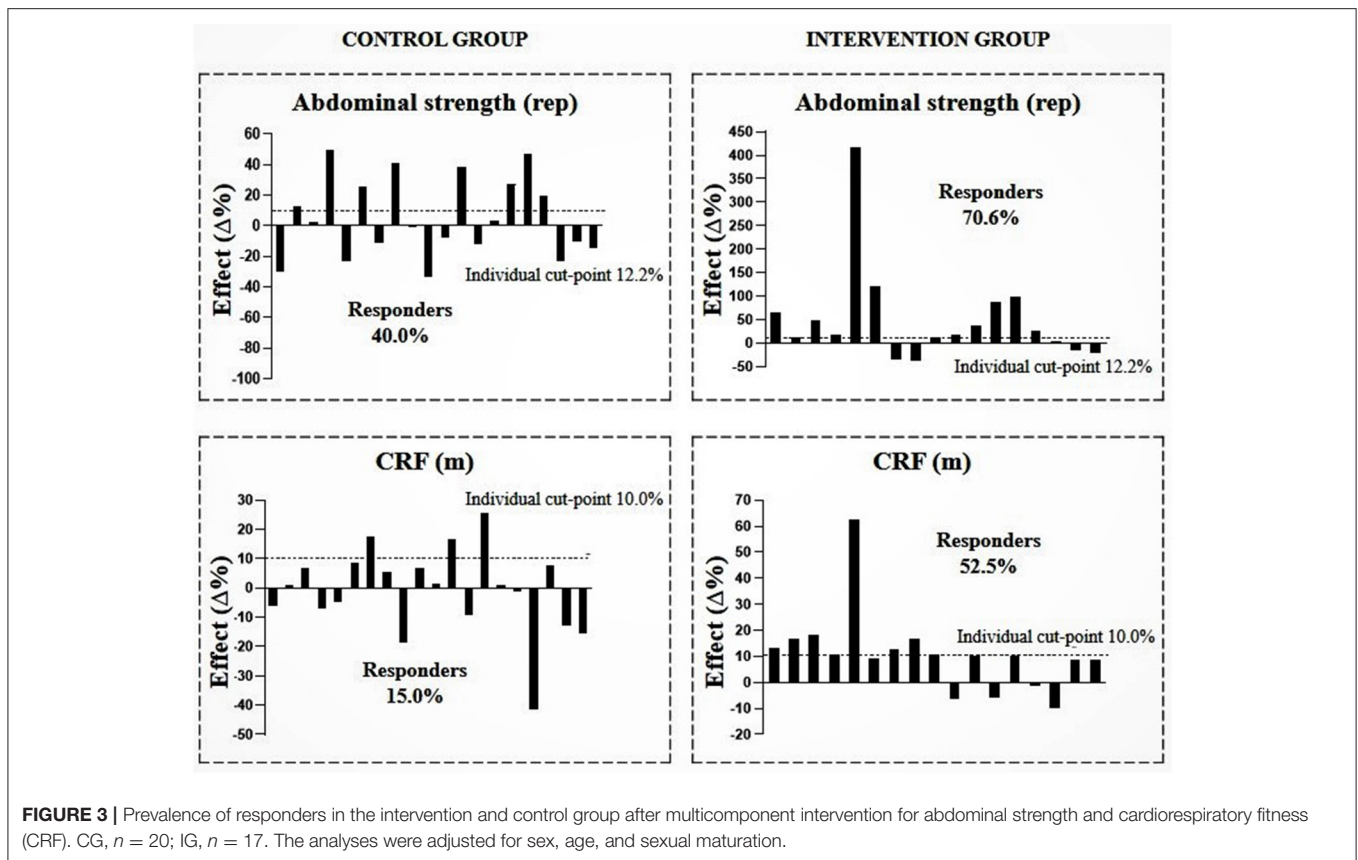 CONTROL GROUP
INTERVENTION GROUP
Abdominal strength (rep)
Effect (Δ%)
60
40
20
0
-20
-40
-60
-80
-100
Individual cut-point 12.2%
Responders
40.0%
Abdominal strength (rep)
Effect (Δ%)
450
400
350
300
250
200
150
100
50
0
-50
Responders
70.6%
Individual cut-point 12.2%
CRF (m)
Effect (Δ%)
30
20
10
0
-10
-20
-30
-40
-50
Individual cut-point 10.0%
Responders
15.0%
CRF (m)
Effect (Δ%)
70
60
50
40
30
20
10
0
-10
-20
Responders
52.5%
Individual cut-point 10.0%
FIGURE 3 | Prevalence of responders in the intervention and control group after multicomponent intervention for abdominal strength and cardiorespiratory fitness
(CRF). CG, n = 20; IG, n = 17. The analyses were adjusted for sex, age, and sexual maturation.